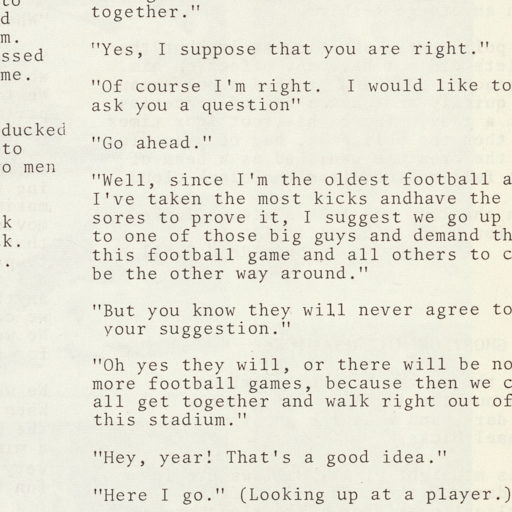 to
d
m.
ssed
me.
ducked
to
o men
k
k.
together."
"Yes, I suppose that you are right."
"Of course I'm right. I would like to
ask you a question"
"Go ahead."
"Well, since I'm the oldest football a
I've taken the most kicks andhave the
sores to prove it, I suggest we go up
to one of those big guys and demand th
this football game and all others to c
be the other way around."
"But you know they will never agree to
your suggestion."
"Oh yes they will, or there will be no
more football games, because then we c
all get together and walk right out of
this stadium."
"Hey, year! That's a good idea."
"Here I go." (Looking up at a player.)